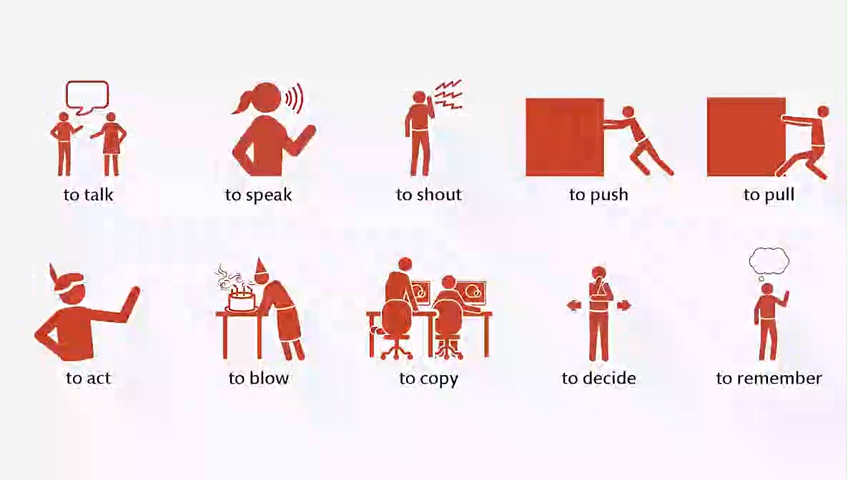 to talk
to speak
to shout
to push
to pull
to act
to blow
to copy
to decide
to remember